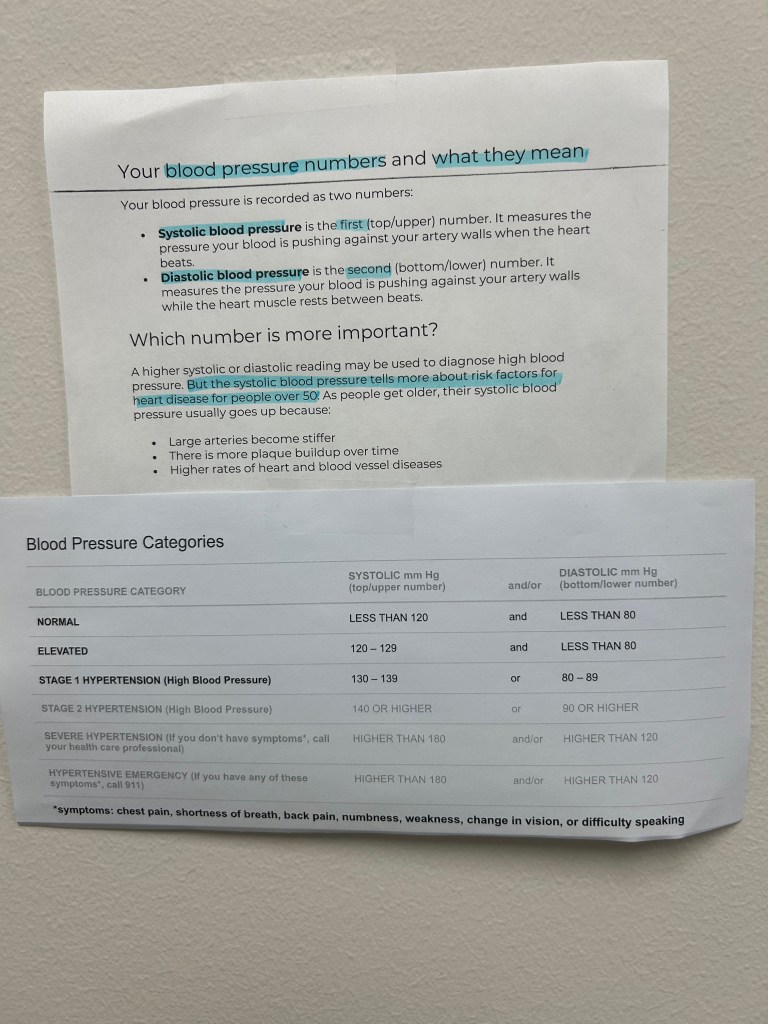 Your blood pressure numbers and what they mean
Your blood pressure is recorded as two numbers:
• Systolic blood pressure is the first (top/upper) number. It measures the
pressure your blood is pushing against your artery walls when the heart
beats.
• Diastolic blood pressure is the second (bottom/lower) number. It
measures the pressure your blood is pushing against your artery walls
while the heart muscle rests between beats.
Which number is more important?
A higher systolic or diastolic reading may be used to diagnose high blood
pressure. But the systolic blood pressure tells more about risk factors for
heart disease for people over 50. As people get older, their systolic blood
pressure usually goes up because:
• Large arteries become stiffer
• There is more plaque buildup over time
• Higher rates of heart and blood vessel diseases
Blood Pressure Categories
BLOOD PRESSURE CATEGORY SYSTOLIC mm Hg (top/upper number) and/or DIASTOLIC mm Hg (bottom/lower number)
NORMAL LESS THAN 120 and LESS THAN 80
ELEVATED 120 – 129 and LESS THAN 80
STAGE 1 HYPERTENSION (High Blood Pressure) 130 – 139 or 80 – 89
STAGE 2 HYPERTENSION (High Blood Pressure) 140 OR HIGHER or 90 OR HIGHER
SEVERE HYPERTENSION (If you don't have symptoms*, call your health care professional) HIGHER THAN 180 and/or HIGHER THAN 120
HYPERTENSIVE EMERGENCY (If you have any of these symptoms*, call 911) HIGHER THAN 180 and/or HIGHER THAN 120
*symptoms: chest pain, shortness of breath, back pain, numbness, weakness, change in vision, or difficulty speaking